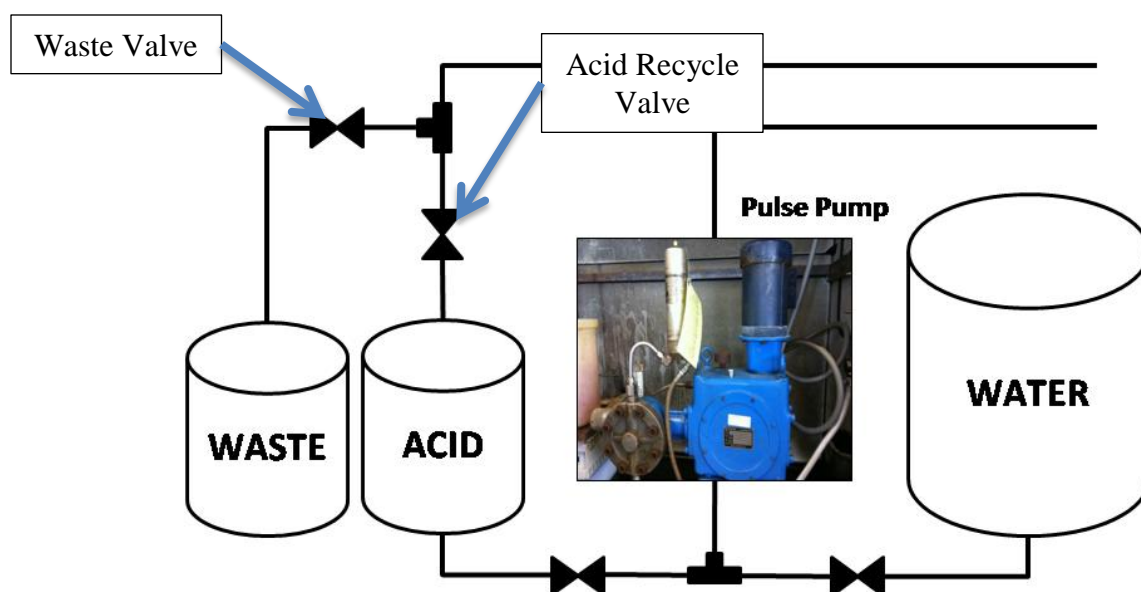 Waste Valve
Acid Recycle
Valve
Pulse Pump
WASTE
ACID
WATER